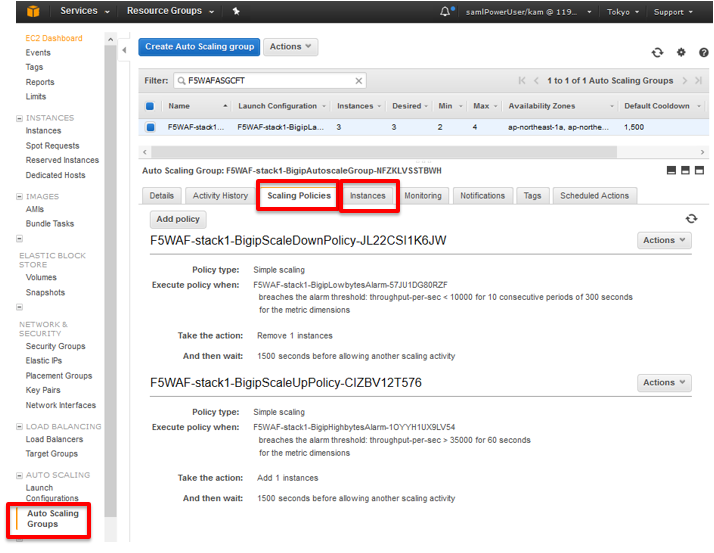 Services
Resource Groups
samlPowerUser/kam @ 119...
Tokyo
Support
EC2 Dashboard
Events
Tags
Reports
Limits
INSTANCES
Instances
Spot Requests
Reserved Instances
Dedicated Hosts
IMAGES
AMIs
Bundle Tasks
ELASTIC BLOCK
STORE
Volumes
Snapshots
NETWORK &
SECURITY
Security Groups
Elastic IPs
Placement Groups
Key Pairs
Network Interfaces
LOAD BALANCING
Load Balancers
Target Groups
AUTO SCALING
Launch
Configurations
Auto Scaling
Groups
Create Auto Scaling group
Actions
Filter: F5WAFASGCFT
1 to 1 of 1 Auto Scaling Groups
Name Launch Configuration Instances Desired Min Max Availability Zones Default Cooldown
F5WAF-stack1... F5WAF-stack1-BigipLa... 3 3 2 4 ap-northeast-1a, ap-northe... 1,500
Auto Scaling Group: F5WAF-stack1-BigipAutoscaleGroup-NFZKLVSSTBWH
Details Activity History Scaling Policies Instances Monitoring Notifications Tags Scheduled Actions
Add policy
F5WAF-stack1-BigipScaleDownPolicy-JL22CSI1K6JW
Actions
Policy type: Simple scaling
Execute policy when: F5WAF-stack1-BigipLowbytesAlarm-57JU1DG80RZF
breaches the alarm threshold: throughput-per-sec < 10000 for 10 consecutive periods of 300 seconds
for the metric dimensions
Take the action: Remove 1 instances
And then wait: 1500 seconds before allowing another scaling activity
F5WAF-stack1-BigipScaleUpPolicy-CIZBV12T576
Actions
Policy type: Simple scaling
Execute policy when: F5WAF-stack1-BigipHighbytesAlarm-1OYYH1UX9LV54
breaches the alarm threshold: throughput-per-sec > 35000 for 60 seconds
for the metric dimensions
Take the action: Add 1 instances
And then wait: 1500 seconds before allowing another scaling activity